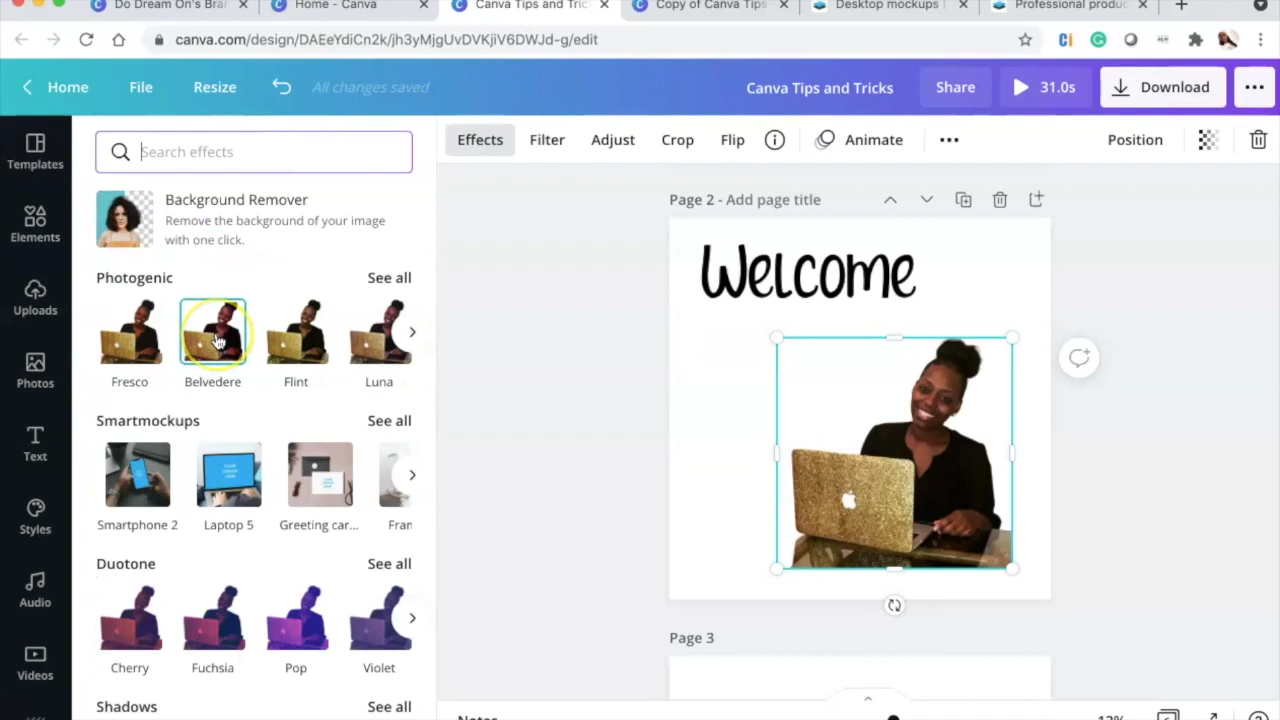 Do Dream On's Bra
Home - Canva
Canva Tips and Tric
Copy of Canva Tips
Desktop mockups
Professional produc
canva.com/design/DAEeYdiCn2k/jh3yMjgUvDVKjiV6DWJd-g/edit
Home
File
Resize
All changes saved
Canva Tips and Tricks
Share
31.0s
Download
Templates
Elements
Uploads
Photos
Text
Styles
Audio
Videos
Search effects
Background Remover
Remove the background of your image
with one click.
Photogenic
See all
Fresco
Belvedere
Flint
Luna
Smartmockups
See all
Smartphone 2
Laptop 5
Greeting car...
Fran
Duotone
See all
Cherry
Fuchsia
Pop
Violet
Shadows
See all
Effects
Filter
Adjust
Crop
Flip
Animate
Position
Page 2 - Add page title
Welcome
Page 3
Notes
12%